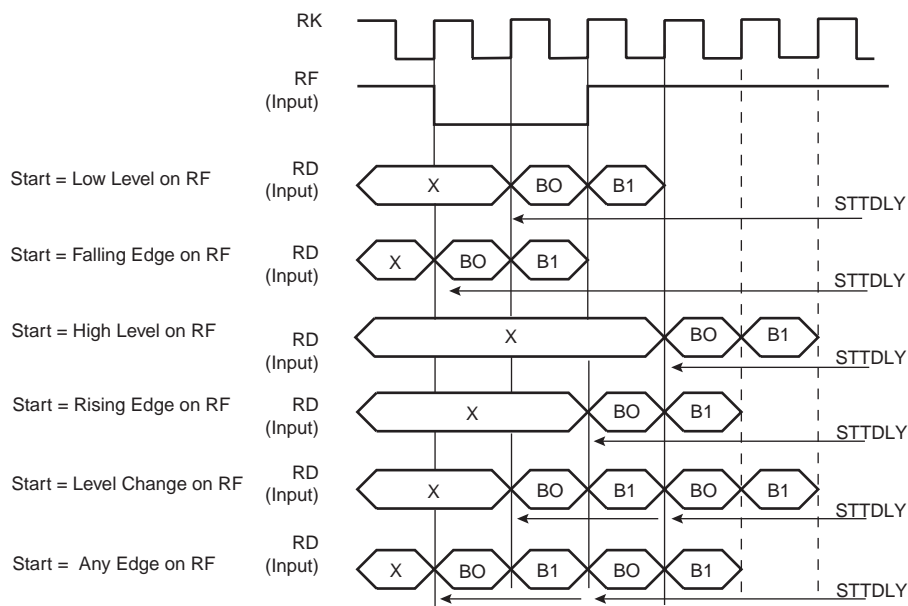 RK
RF
(Input)
Start = Low Level on RF
RD
(Input)
X
BO
B1
STTDLY
Start = Falling Edge on RF
RD
(Input)
X
BO
B1
STTDLY
Start = High Level on RF
RD
(Input)
X
BO
B1
STTDLY
Start = Rising Edge on RF
RD
(Input)
X
BO
B1
STTDLY
Start = Level Change on RF
RD
(Input)
X
BO
B1
BO
B1
STTDLY
Start = Any Edge on RF
RD
(Input)
X
BO
B1
BO
B1
STTDLY